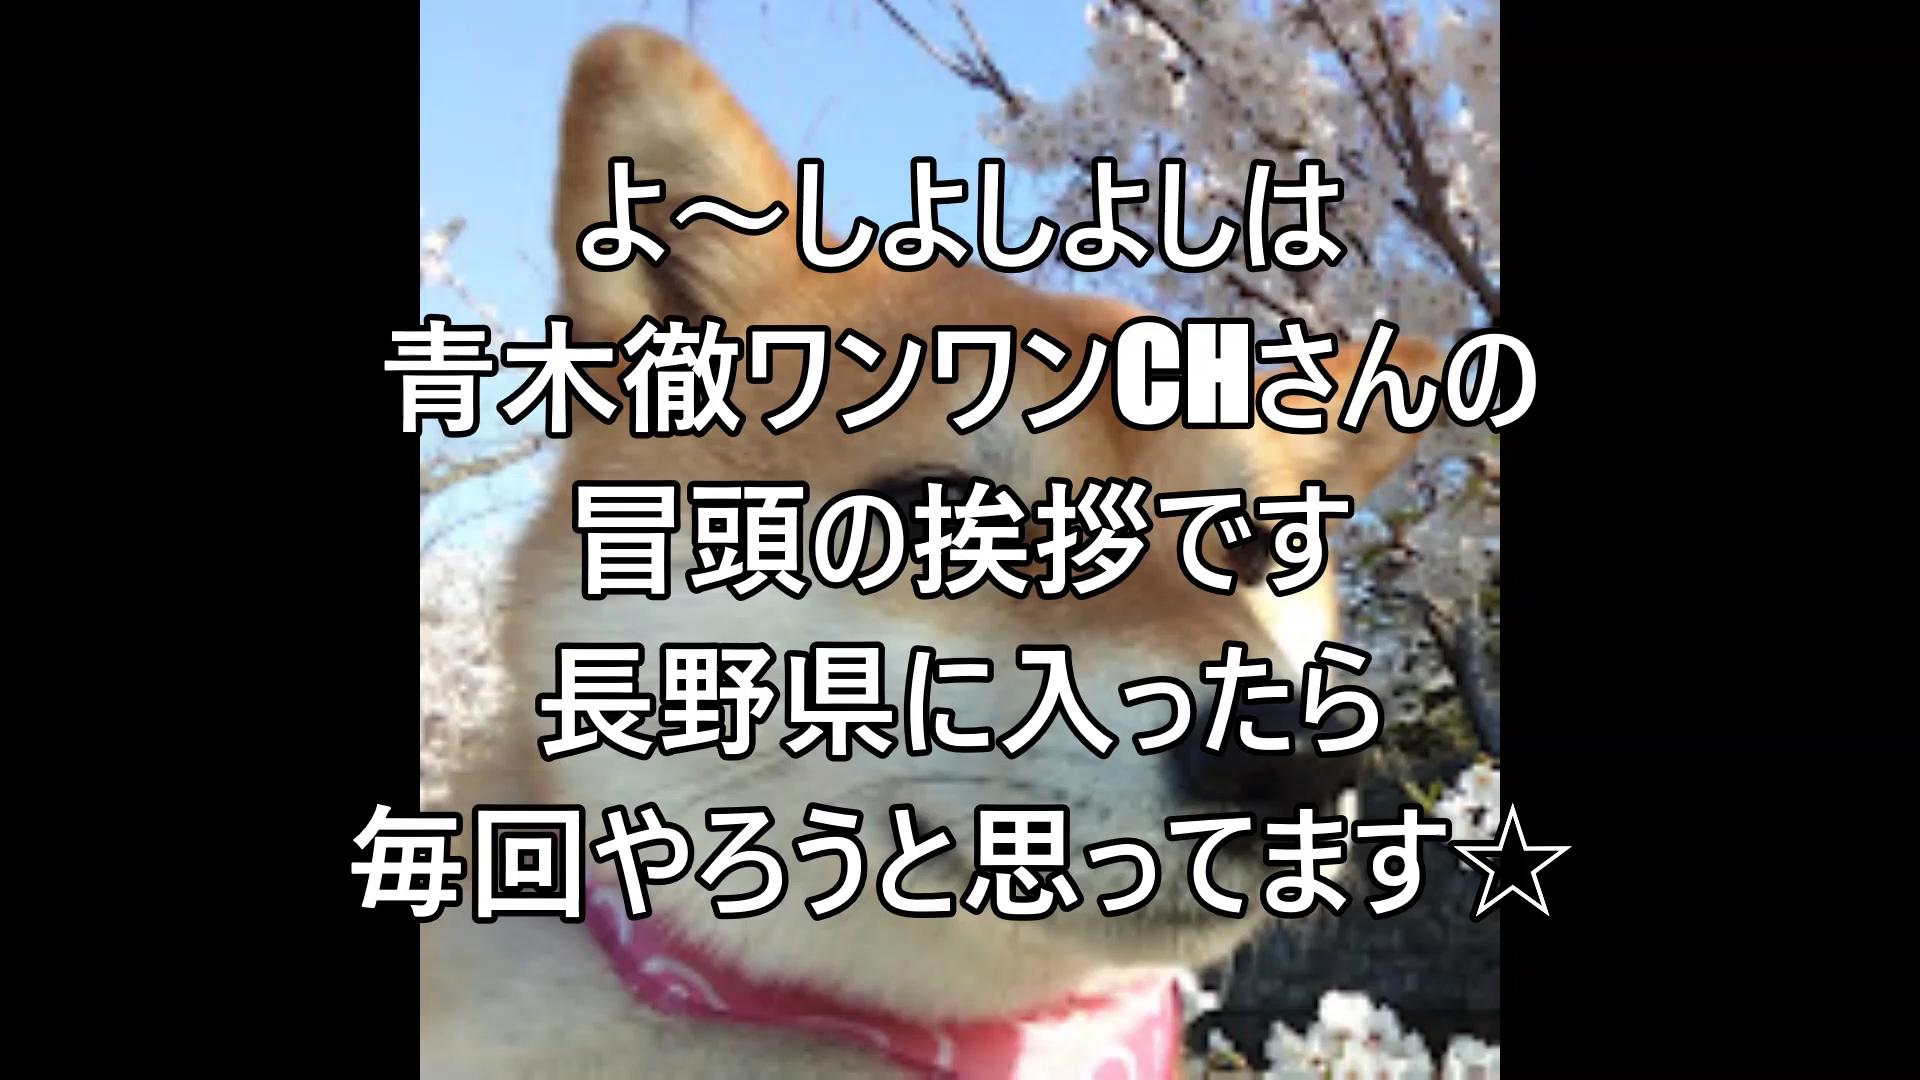 よ～しよしよしは
青木徹ワンワンCHさんの
冒頭の挨拶です
長野県に入ったら
毎回やろうと思ってます☆